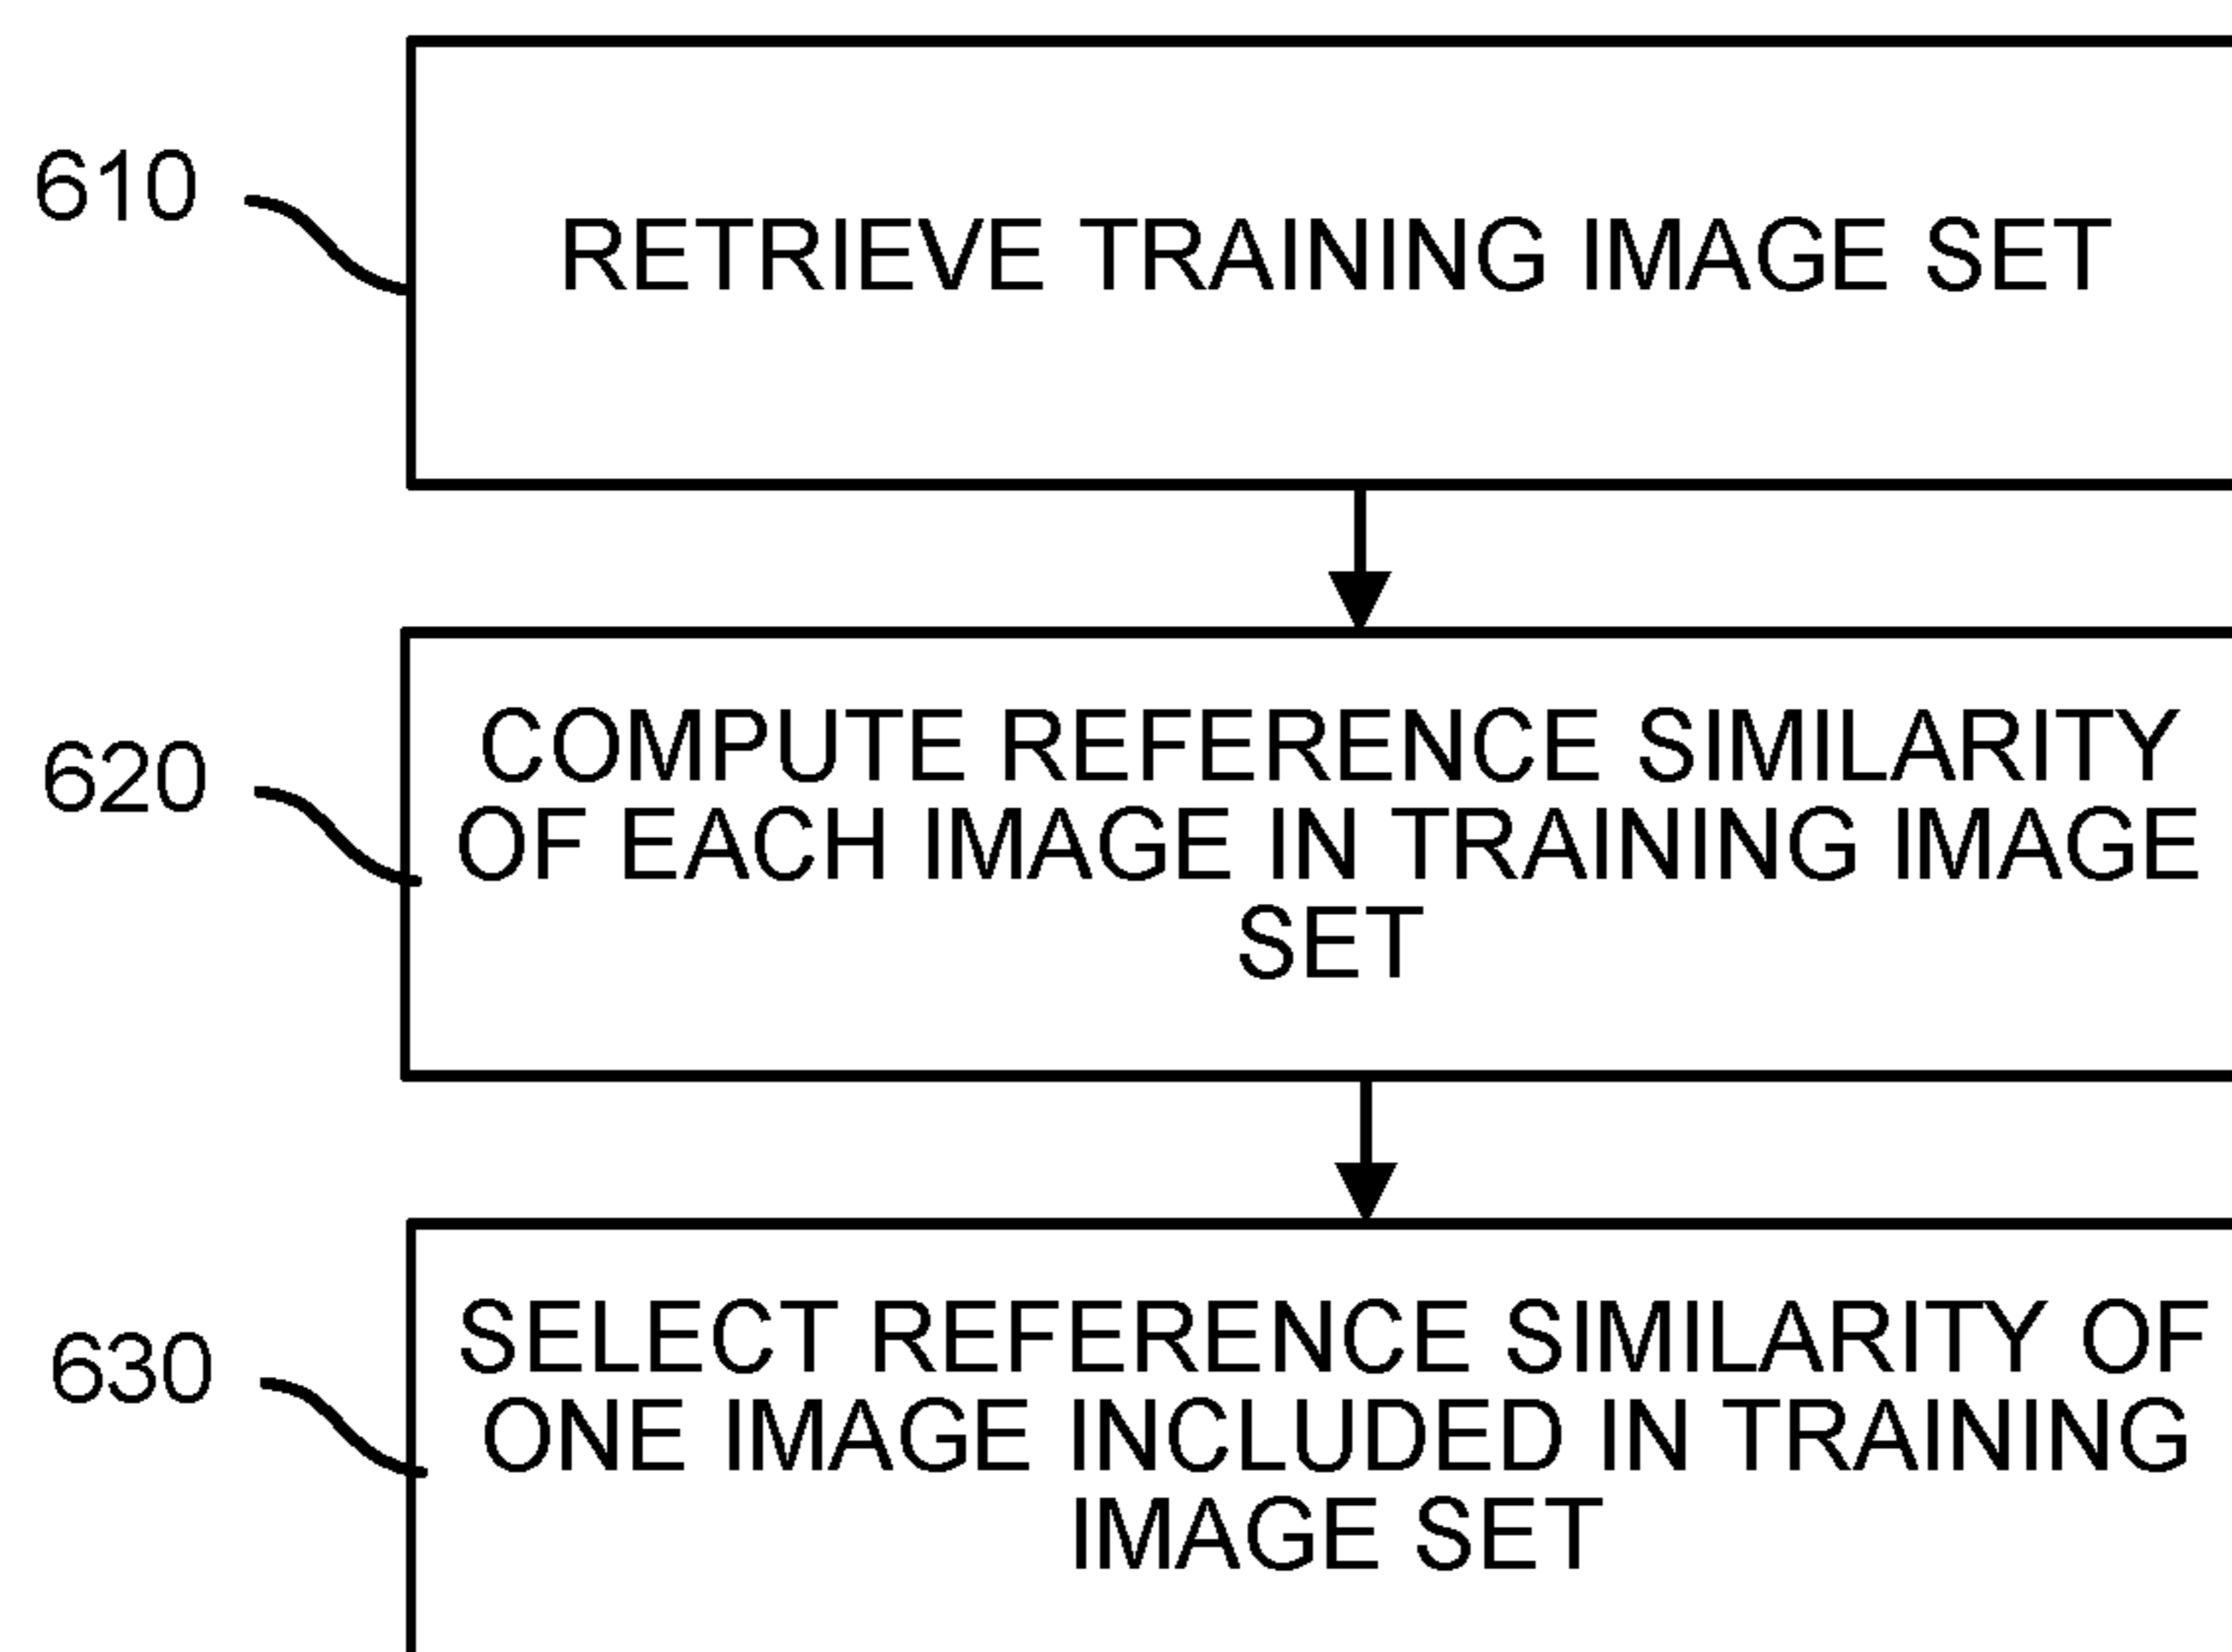 610
RETRIEVE TRAINING IMAGE SET
620
COMPUTE REFERENCE SIMILARITY
OF EACH IMAGE IN TRAINING IMAGE
SET
630
SELECT REFERENCE SIMILARITY OF
ONE IMAGE INCLUDED IN TRAINING
IMAGE SET